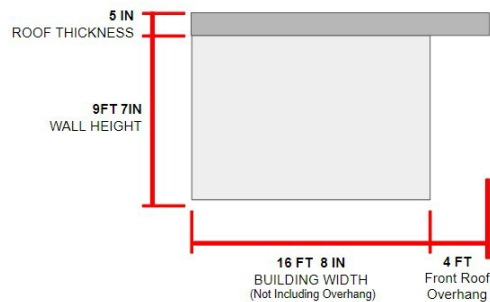 5 IN
ROOF THICKNESS
9FT 7IN
WALL HEIGHT
16 FT 8 IN
BUILDING WIDTH
(Not Including Overhang)
4 FT
Front Roof
Overhang